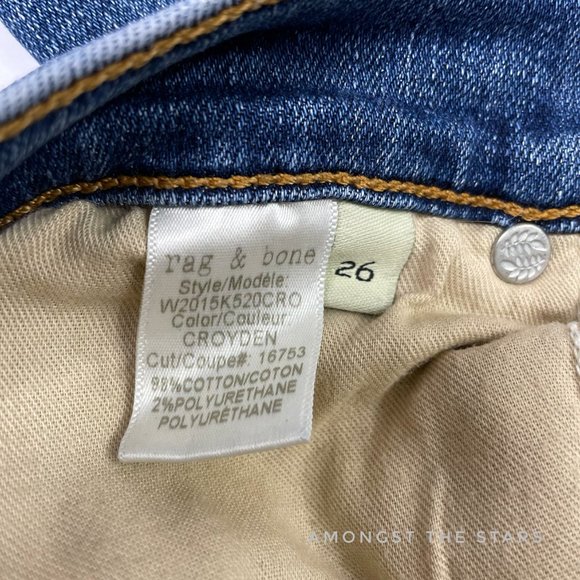 rag & bone
Style/Modèle:
W2015K520CRO
Color/Couleur:
CROYDEN
Cut/Coupe#: 16753
98%COTTON/COTON
2%POLYURETHANE
POLYURETHANE
26
AMONGST THE STARS